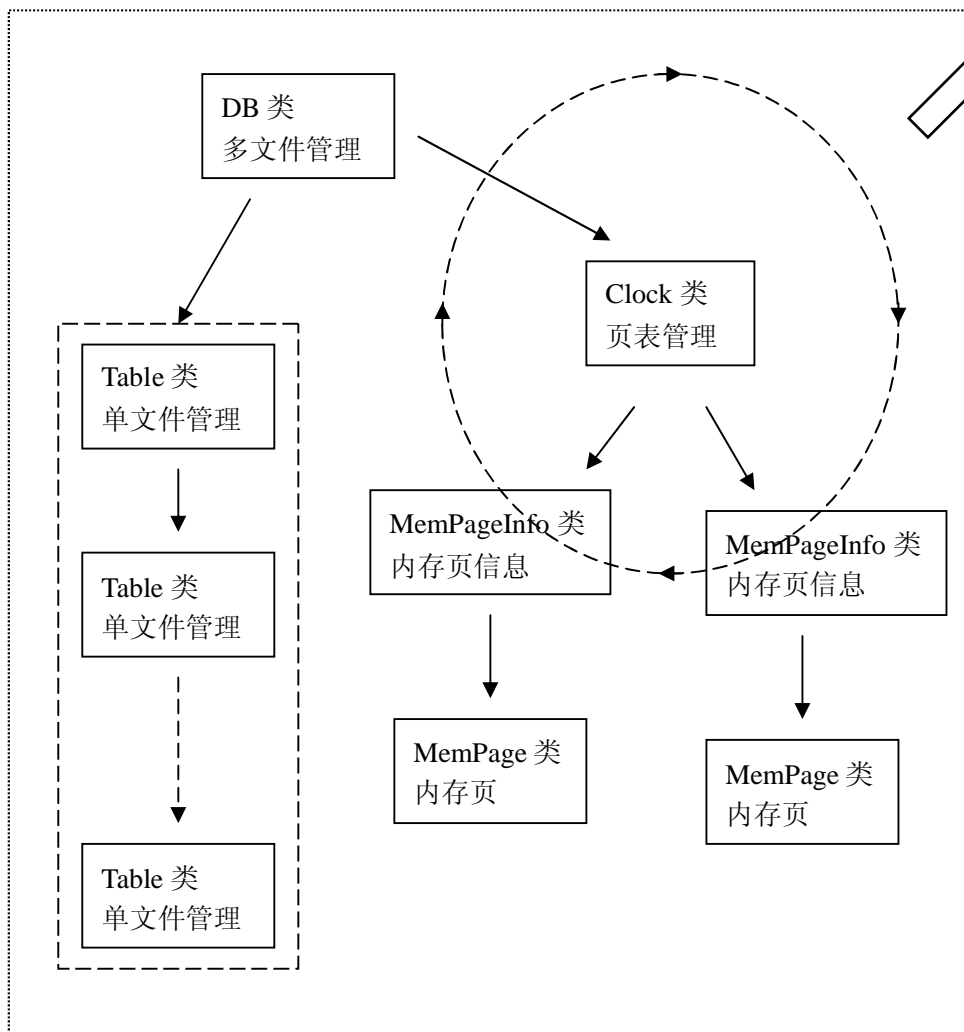 DB 类
多文件管理
Clock 类
页表管理
Table 类
单文件管理
MemPageInfo 类
内存页信息
MemPageInfo 类
内存页信息
Table 类
单文件管理
MemPage 类
内存页
MemPage 类
内存页
Table 类
单文件管理